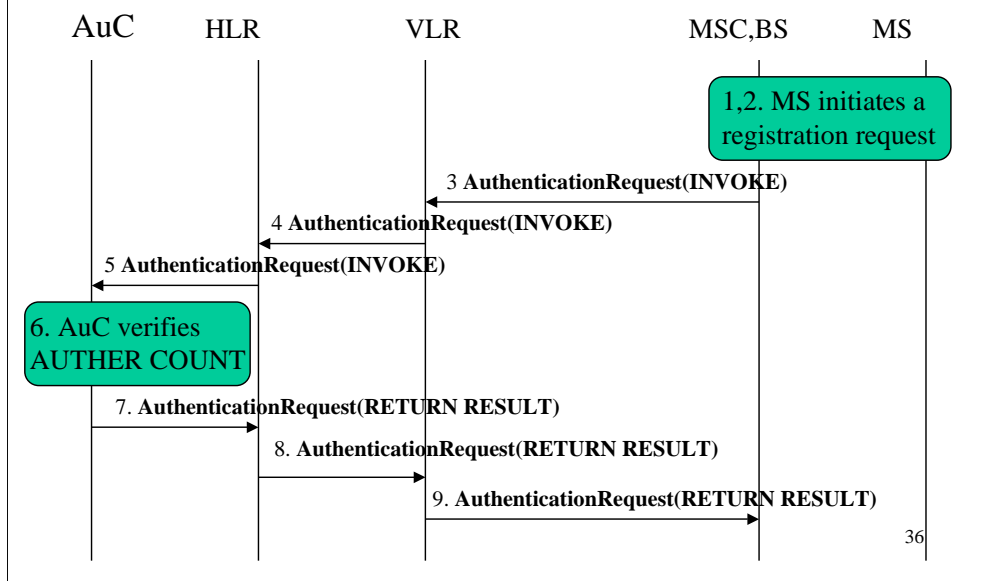 AuC HLR VLR MSC,BS MS
1,2. MS initiates a
registration request
3 AuthenticationRequest(INVOKE)
4 AuthenticationRequest(INVOKE)
5 AuthenticationRequest(INVOKE)
6. AuC verifies
AUTHER COUNT
7. AuthenticationRequest(RETURN RESULT)
8. AuthenticationRequest(RETURN RESULT)
9. AuthenticationRequest(RETURN RESULT)
36